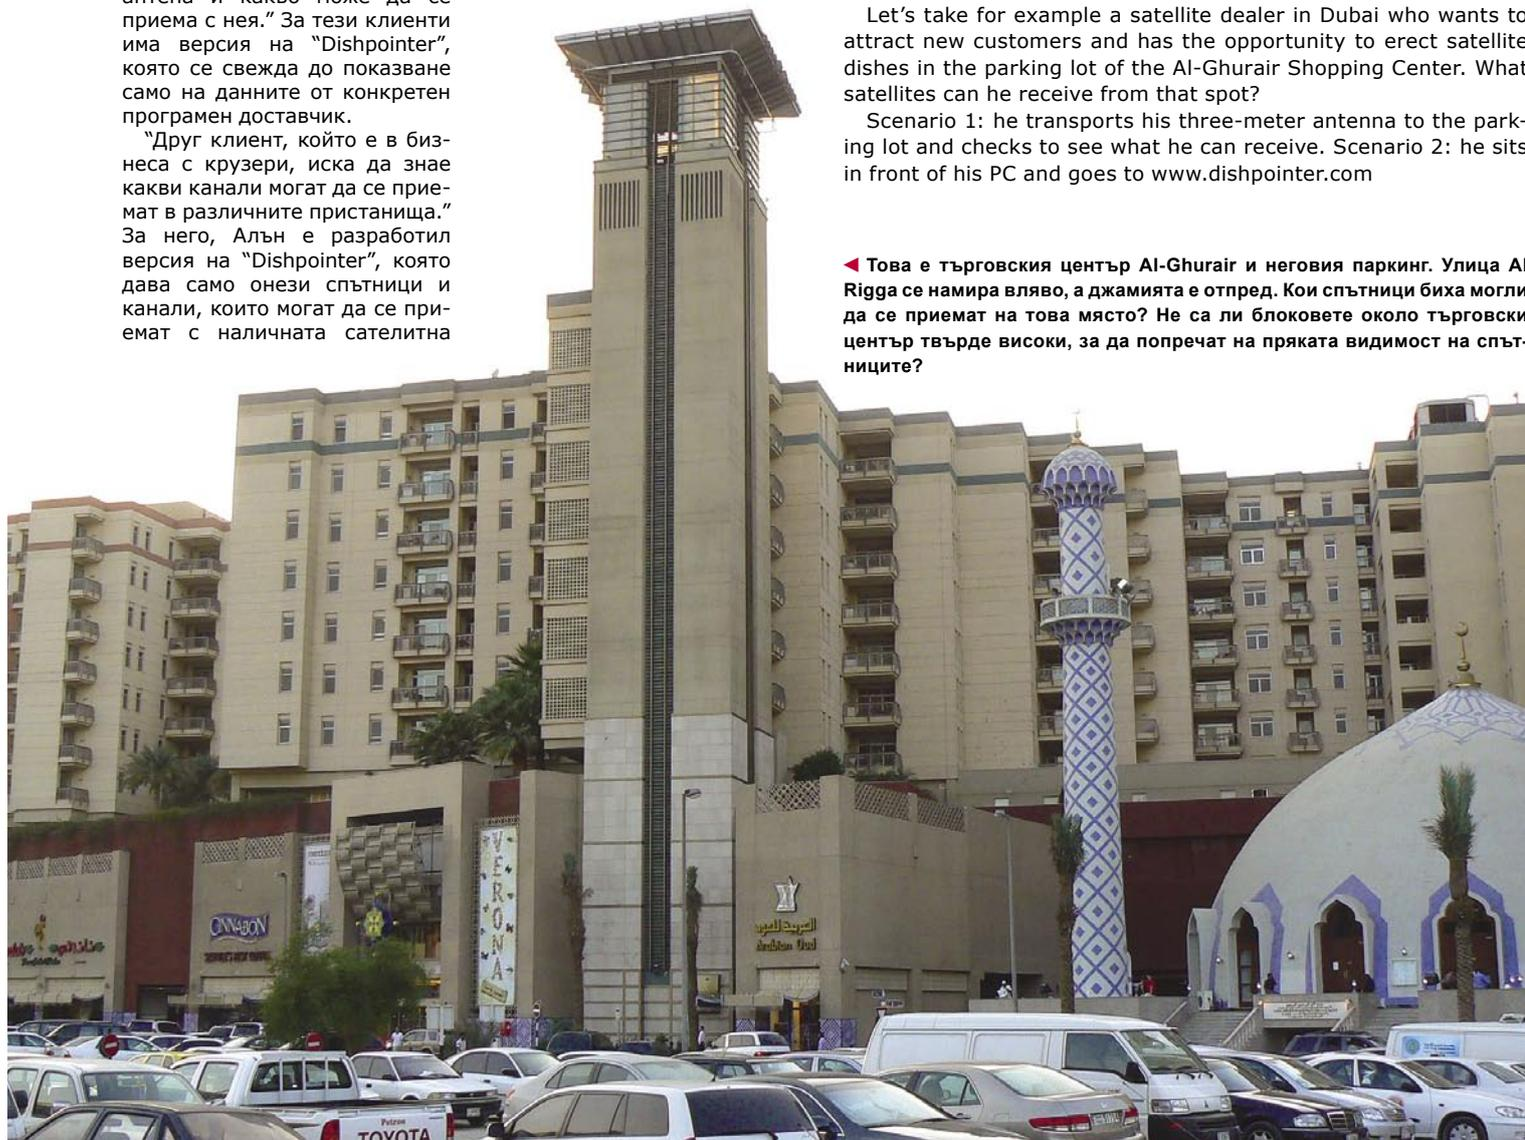 приема с нея.” За тези клиенти
има версия на “Dishpointer”,
която се свежда до показване
само на данните от конкретен
програмен доставчик.
“Друг клиент, който е в биз-
неса с крузери, иска да знае
какви канали могат да се прие-
мат в различните пристанища.”
За него, Алън е разработил
версия на “Dishpointer”, която
дава само онези спътници и
канали, които могат да се при-
емат с наличната сателитна
Let’s take for example a satellite dealer in Dubai who wants to
attract new customers and has the opportunity to erect satellite
dishes in the parking lot of the Al-Ghurair Shopping Center. What
satellites can he receive from that spot?
Scenario 1: he transports his three-meter antenna to the park-
ing lot and checks to see what he can receive. Scenario 2: he sits
in front of his PC and goes to www.dishpointer.com
◄ Това е търговския център Al-Ghurair и неговия паркинг. Улица Al
Rigga се намира вляво, а джамията е отпред. Кои спътници биха могли
да се приемат на това място? Не са ли блоковете около търговски
център твърде високи, за да попречат на пряката видимост на спът-
ниците?
CINNABON
VERONA
العربية للعود
Arabian Oud
TOYOTA